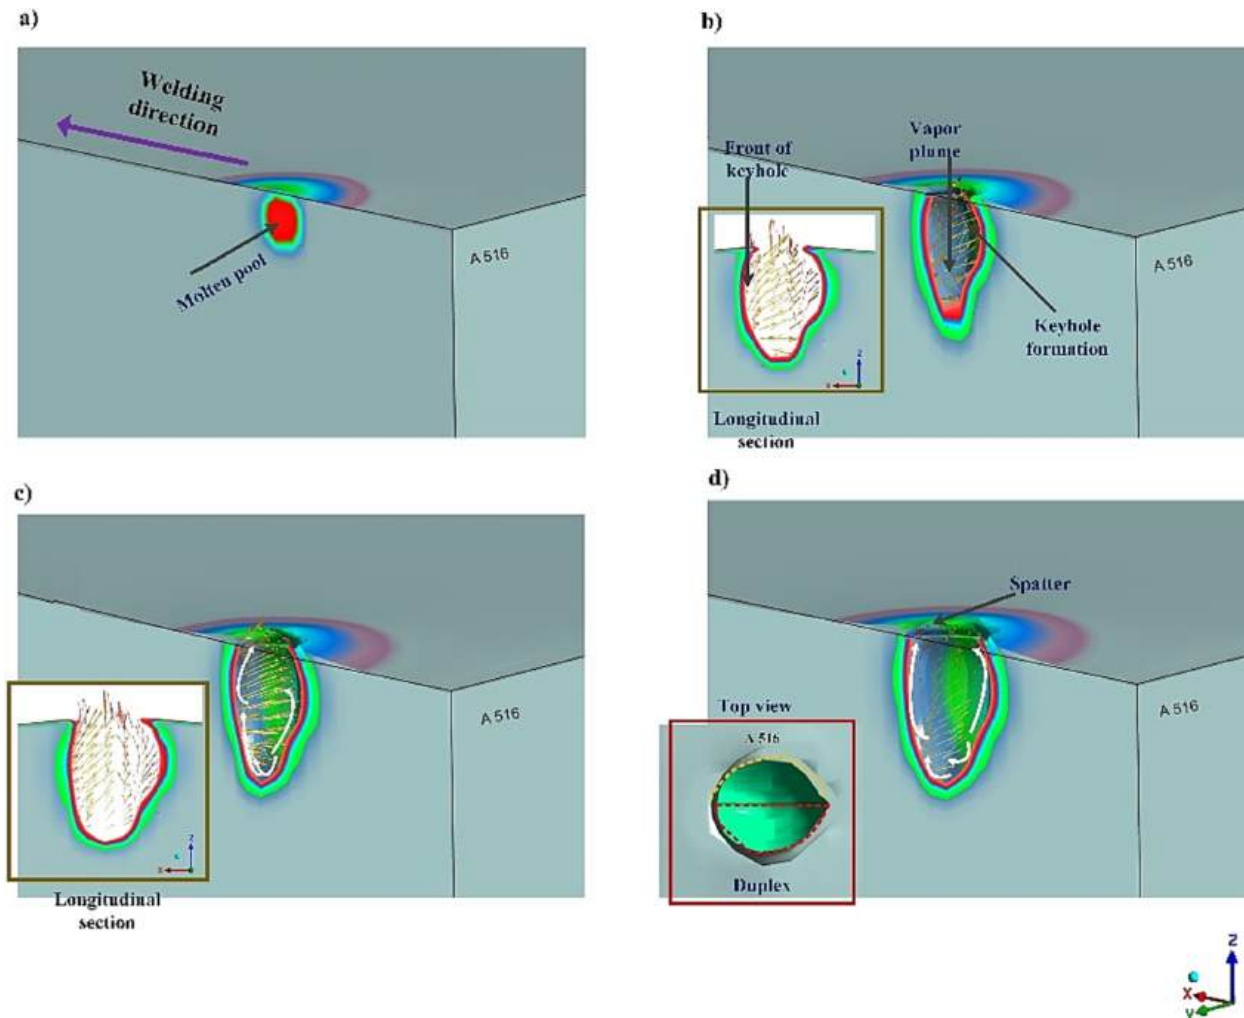 a)
Welding
direction
Molten pool
A 516
b)
Vapor
plume
Front of
keyhole
A 516
Keyhole
formation
X
Z
Longitudinal
section
c)
A 516
X
Z
Longitudinal
section
d)
Spatter
Top view
A 516
A 516
Duplex
Z
X
Y